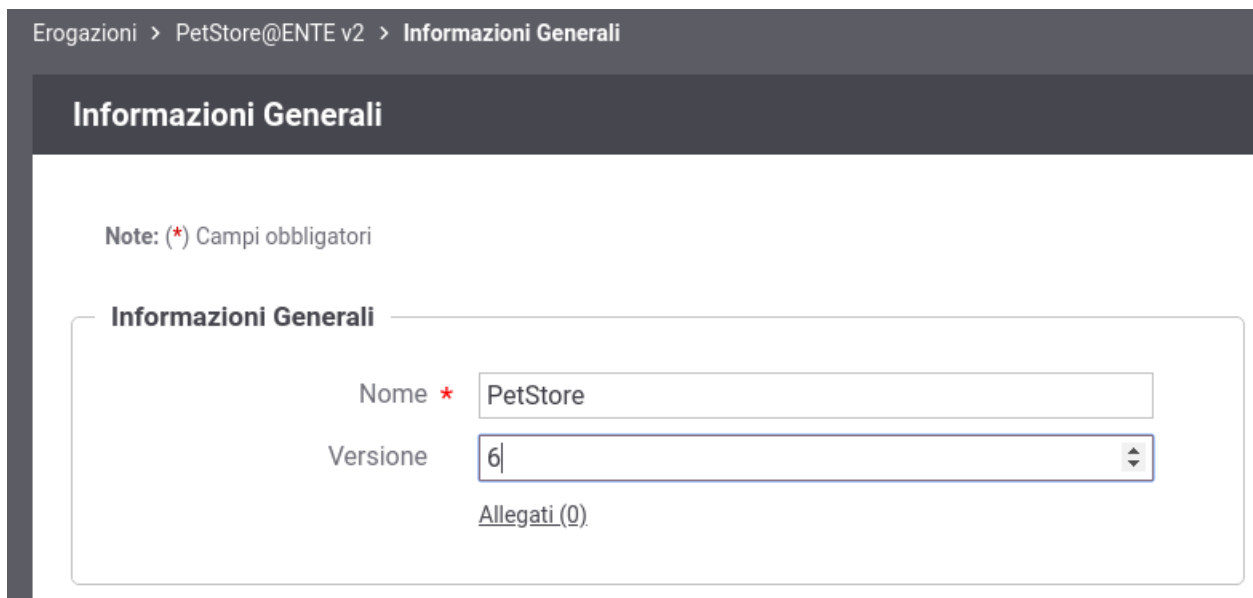 Erogazioni > PetStore@ENTE v2 > Informazioni Generali
Informazioni Generali
Note: (*) Campi obbligatori
Informazioni Generali
Nome * PetStore
Versione 6
Allegati (0)